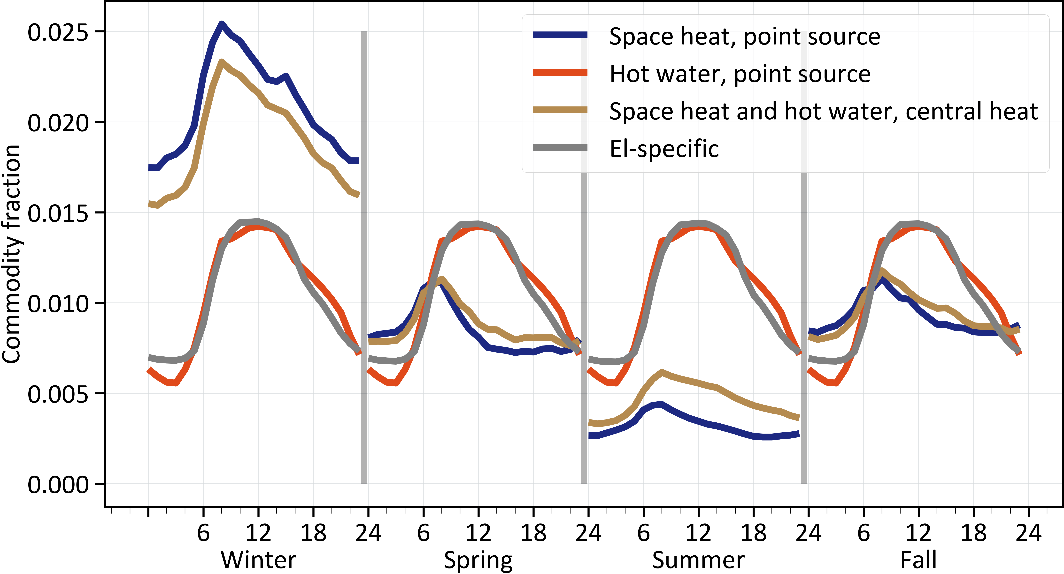 Commodity fraction
0.025
0.020
0.015
0.010
0.005
0.000
Space heat, point source
Hot water, point source
Space heat and hot water, central heat
El-specific
6 12 18 24 6 12 18 24 6 12 18 24 6 12 18 24
Winter Spring Summer Fall